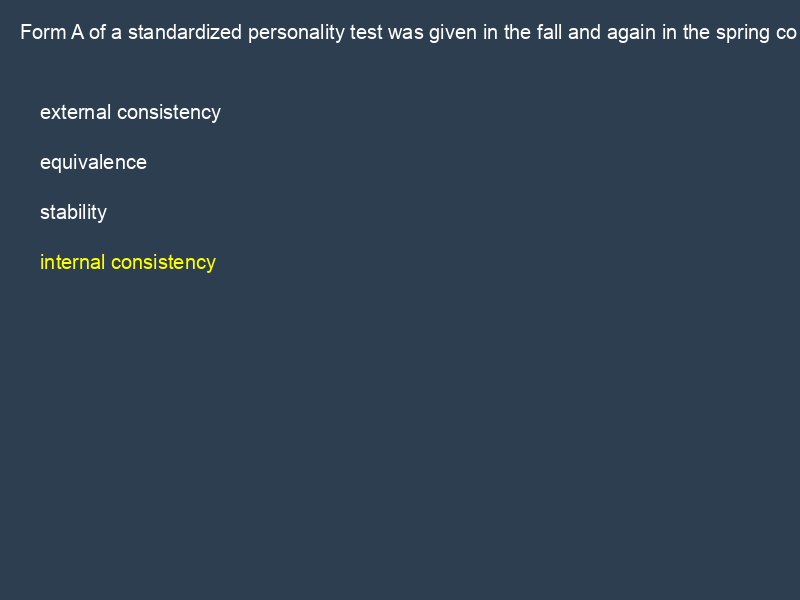 Form A of a standardized personality test was given in the fall and again in the spring co
external consistency
equivalence
stability
internal consistency